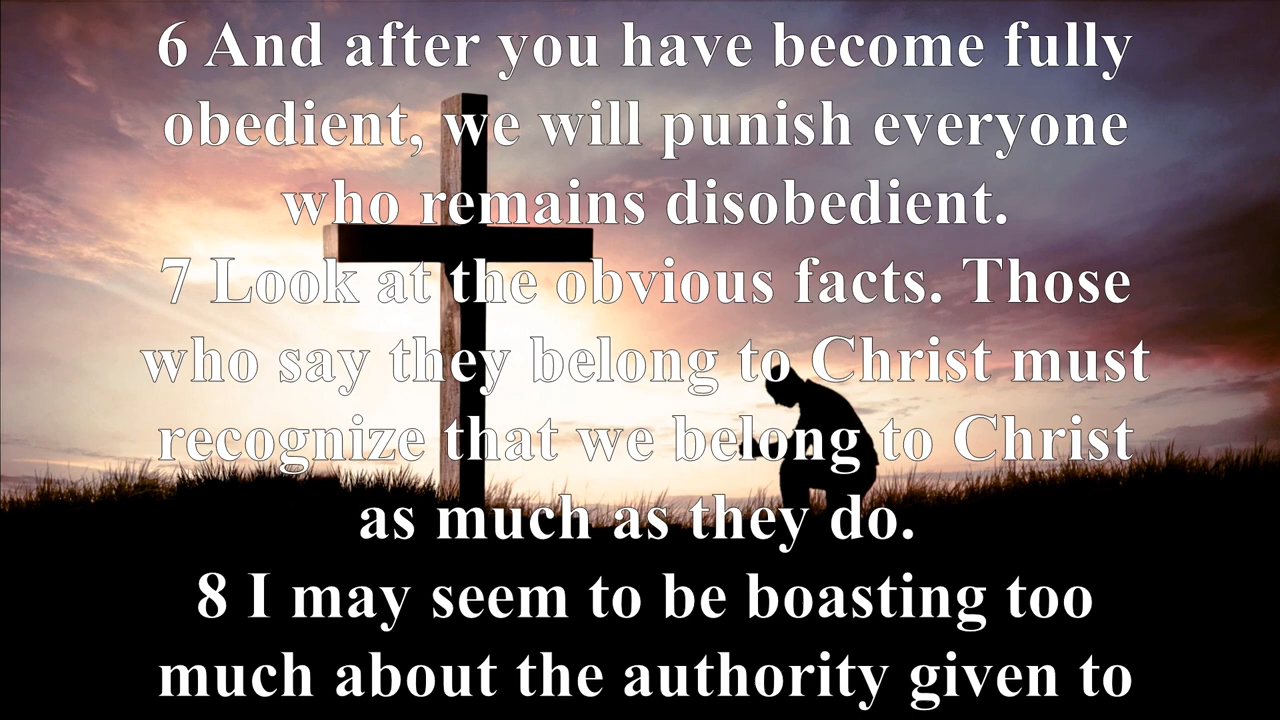 6 And after you have become fully
obedient, we will punish everyone
who remains disobedient.
7 Look at the obvious facts. Those
who say they belong to Christ must
recognize that we belong to Christ
as much as they do.
8 I may seem to be boasting too
much about the authority given to